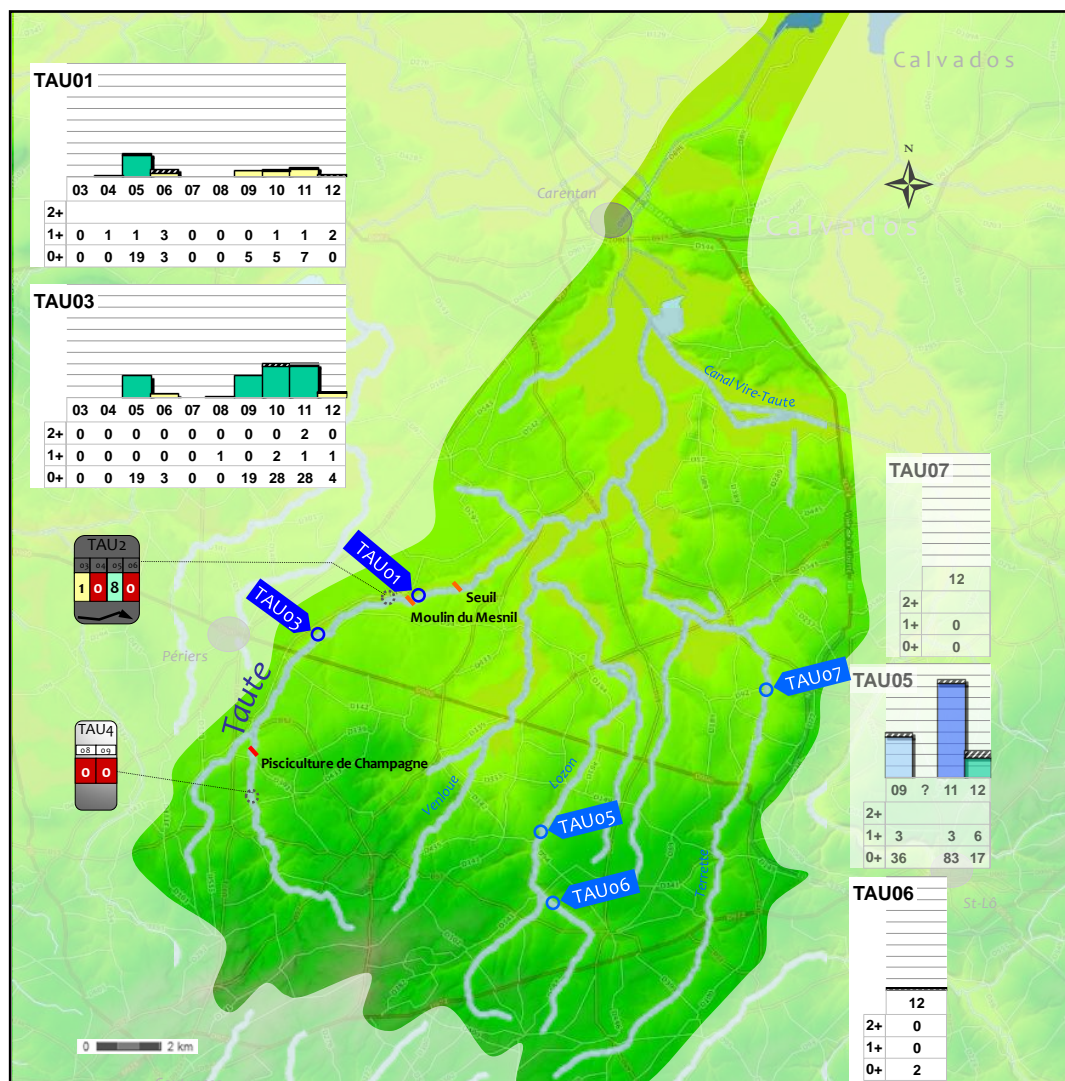 Calvados
TAU01
03 04 05 06 07 08 09 10 11 12
2+
1+ 0 1 1 3 0 0 0 1 1 2
0+ 0 0 19 3 0 0 5 5 7 0
N
Carentan
Calvados
TAU03
03 04 05 06 07 08 09 10 11 12
2+ 0 0 0 0 0 0 0 0 2 0
1+ 0 0 0 0 0 1 0 2 1 1
0+ 0 0 19 3 0 0 19 28 28 4
Canal Vire-Taute
TAU07
12
2+
1+ 0
0+ 0
TAU2
03 04 05 06
1 0 8 0
TAU01
Seuil
Moulin du Mesnil
TAU03
Périers
Taute
TAU07
TAU05
09 ? 11 12
2+
1+ 3 3 6
0+ 36 83 17
TAU4
08 09
0 0
Pisciculture de Champagne
Venloue
Lozon
TAU05
Terrette
TAU06
TAU06
12
2+ 0
1+ 0
0+ 2
St-Lô
0 2 km